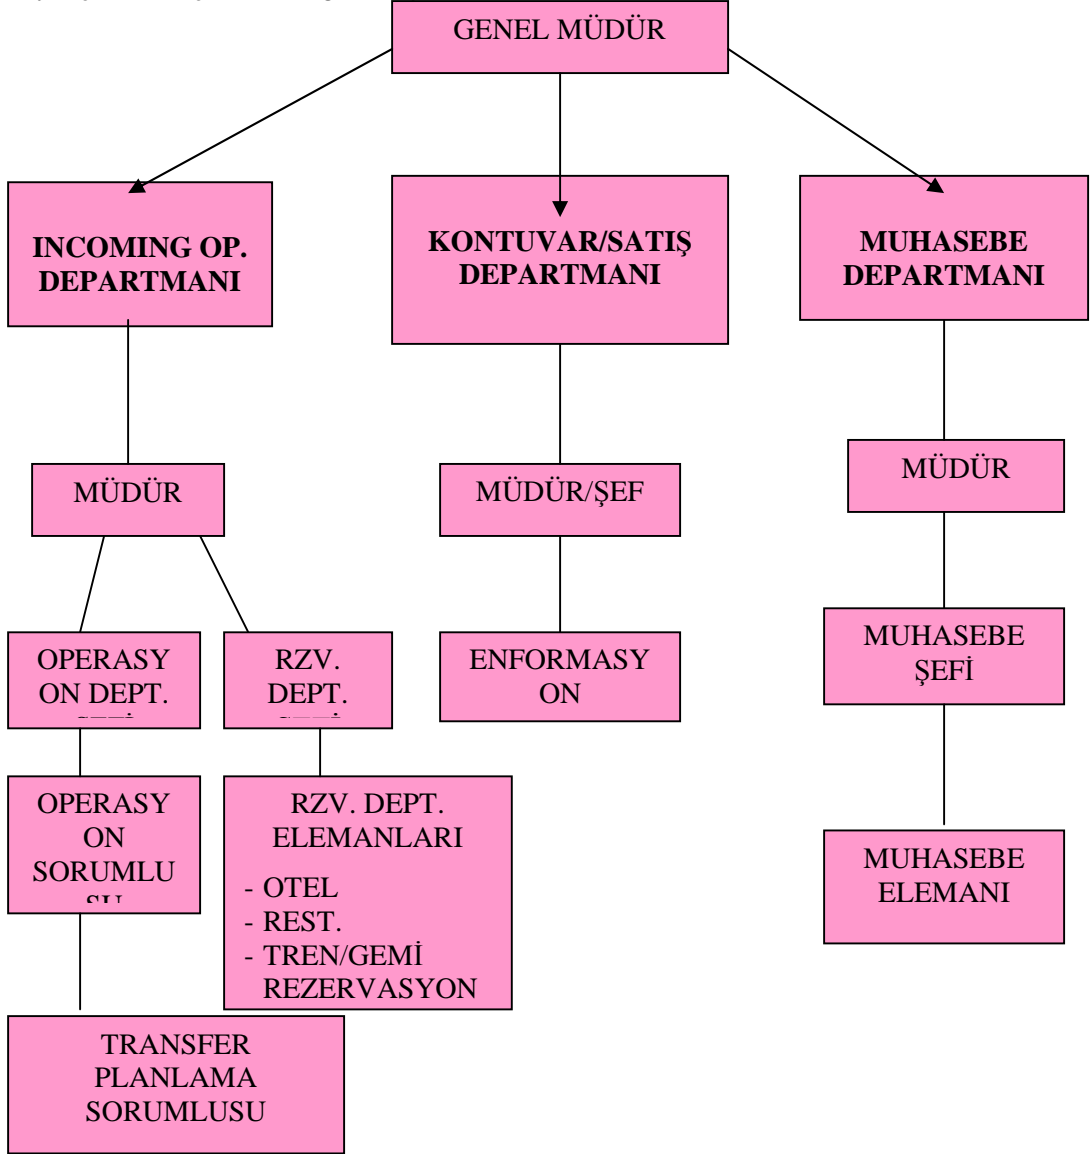 GENEL MÜDÜR
INCOMING OP.
DEPARTMANI
KONTUVAR/SATIŞ
DEPARTMANI
MUHASEBE
DEPARTMANI
MÜDÜR
MÜDÜR/ŞEF
MÜDÜR
OPERASY
ON DEPT.
RZV.
DEPT.
ENFORMASY
ON
MUHASEBE
ŞEFİ
OPERASY
ON
SORUMLU
RZV. DEPT.
ELEMANLARI
- OTEL
- REST.
- TREN/GEMİ
REZERVASYON
MUHASEBE
ELEMANI
TRANSFER
PLANLAMA
SORUMLUSU